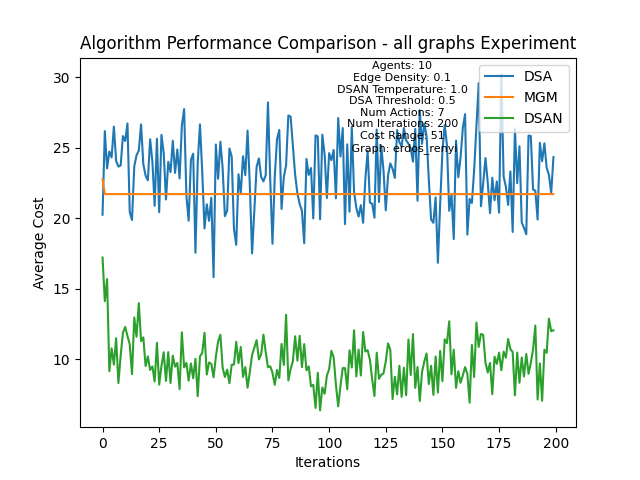 Algorithm Performance Comparison - all graphs Experiment
Agents: 10
Edge Density: 0.1
DSAN Temperature: 1.0
DSA Threshold: 0.5
Num Actions: 7
Num Iterations: 200
Cost Range: 51
Graph: erdos_renyi
DSA
MGM
DSAN
30
25
20
15
10
Average Cost
0 25 50 75 100 125 150 175 200
Iterations